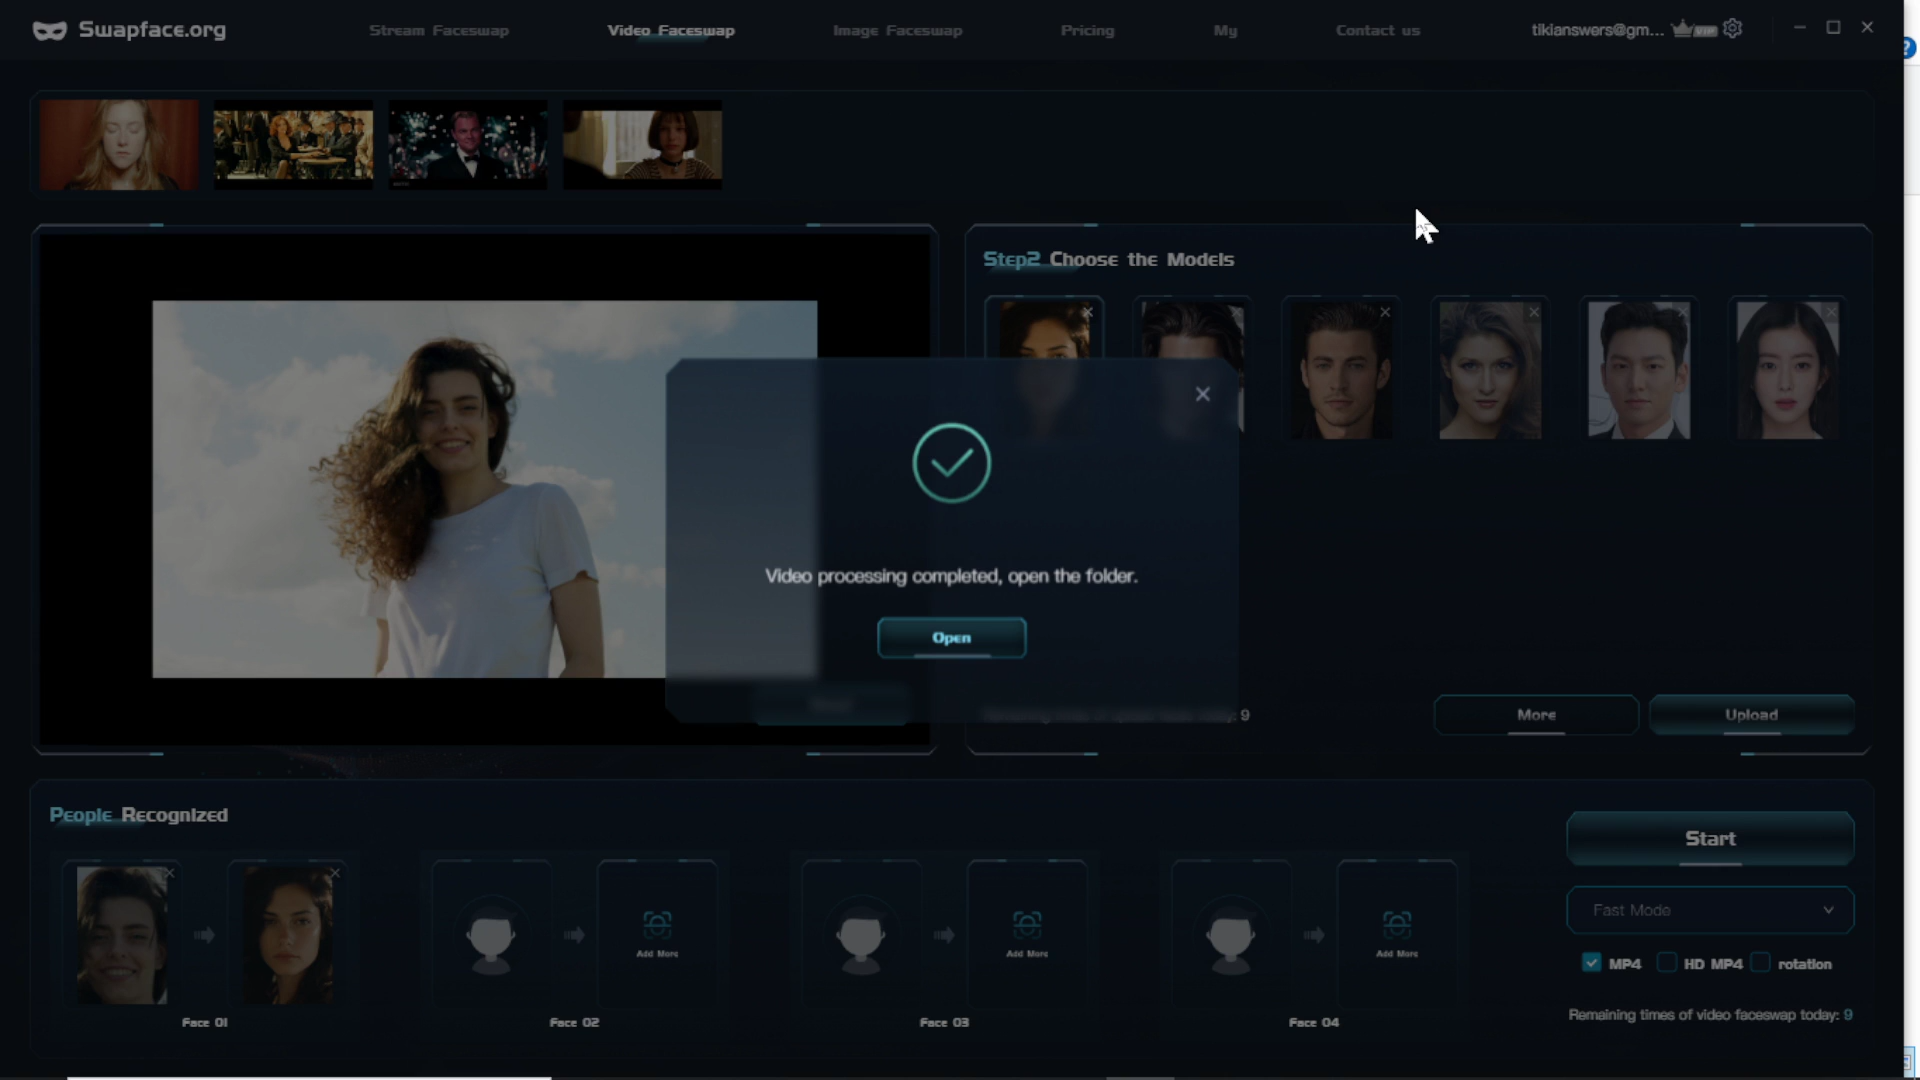 Swapface.org
Stream Faceswap
Video Faceswap
Image Faceswap
Pricing
My
Contact us
tikianswers@gm...
VIP
Step2 Choose the Models
Video processing completed, open the folder.
Open
9
More
Upload
People Recognized
Start
Fast Mode
MP4
HD MP4
rotation
Add More
Add More
Add More
Face 01
Face 02
Face 03
Face 04
Remaining times of video faceswap today: 9